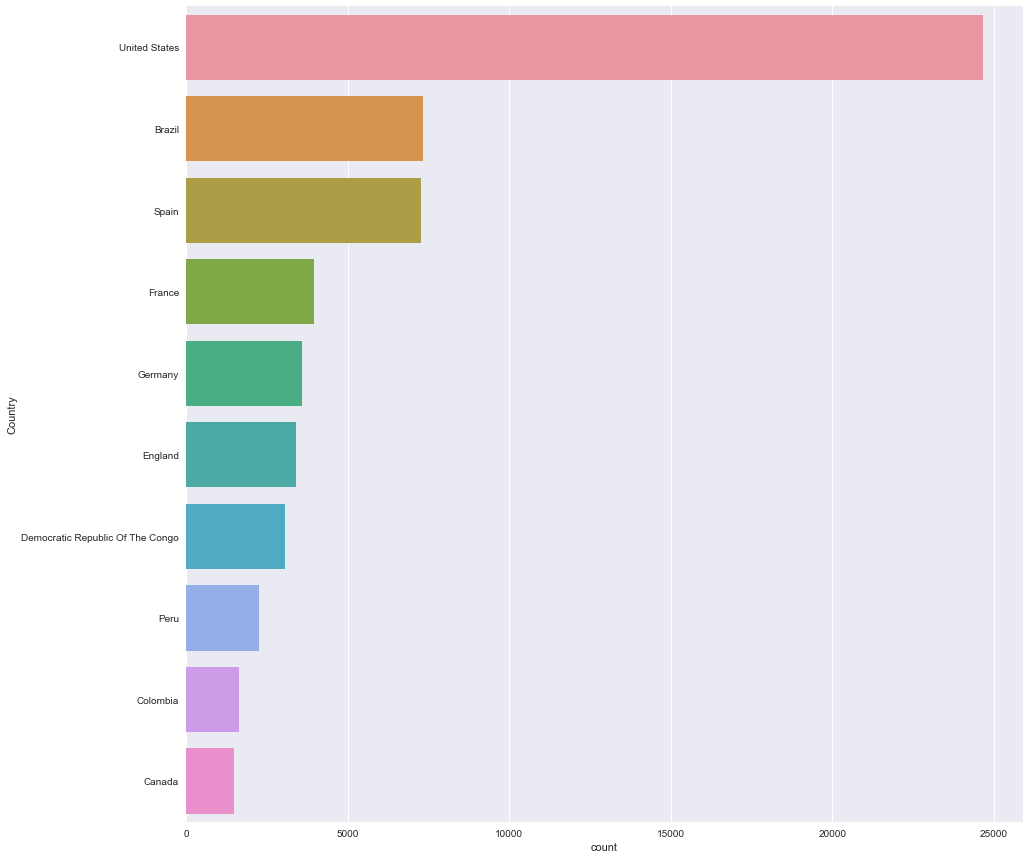 United States
Brazil
Spain
France
Germany
England
Democratic Republic Of The Congo
Peru
Colombia
Canada
Country
0 5000 10000 15000 20000 25000
count